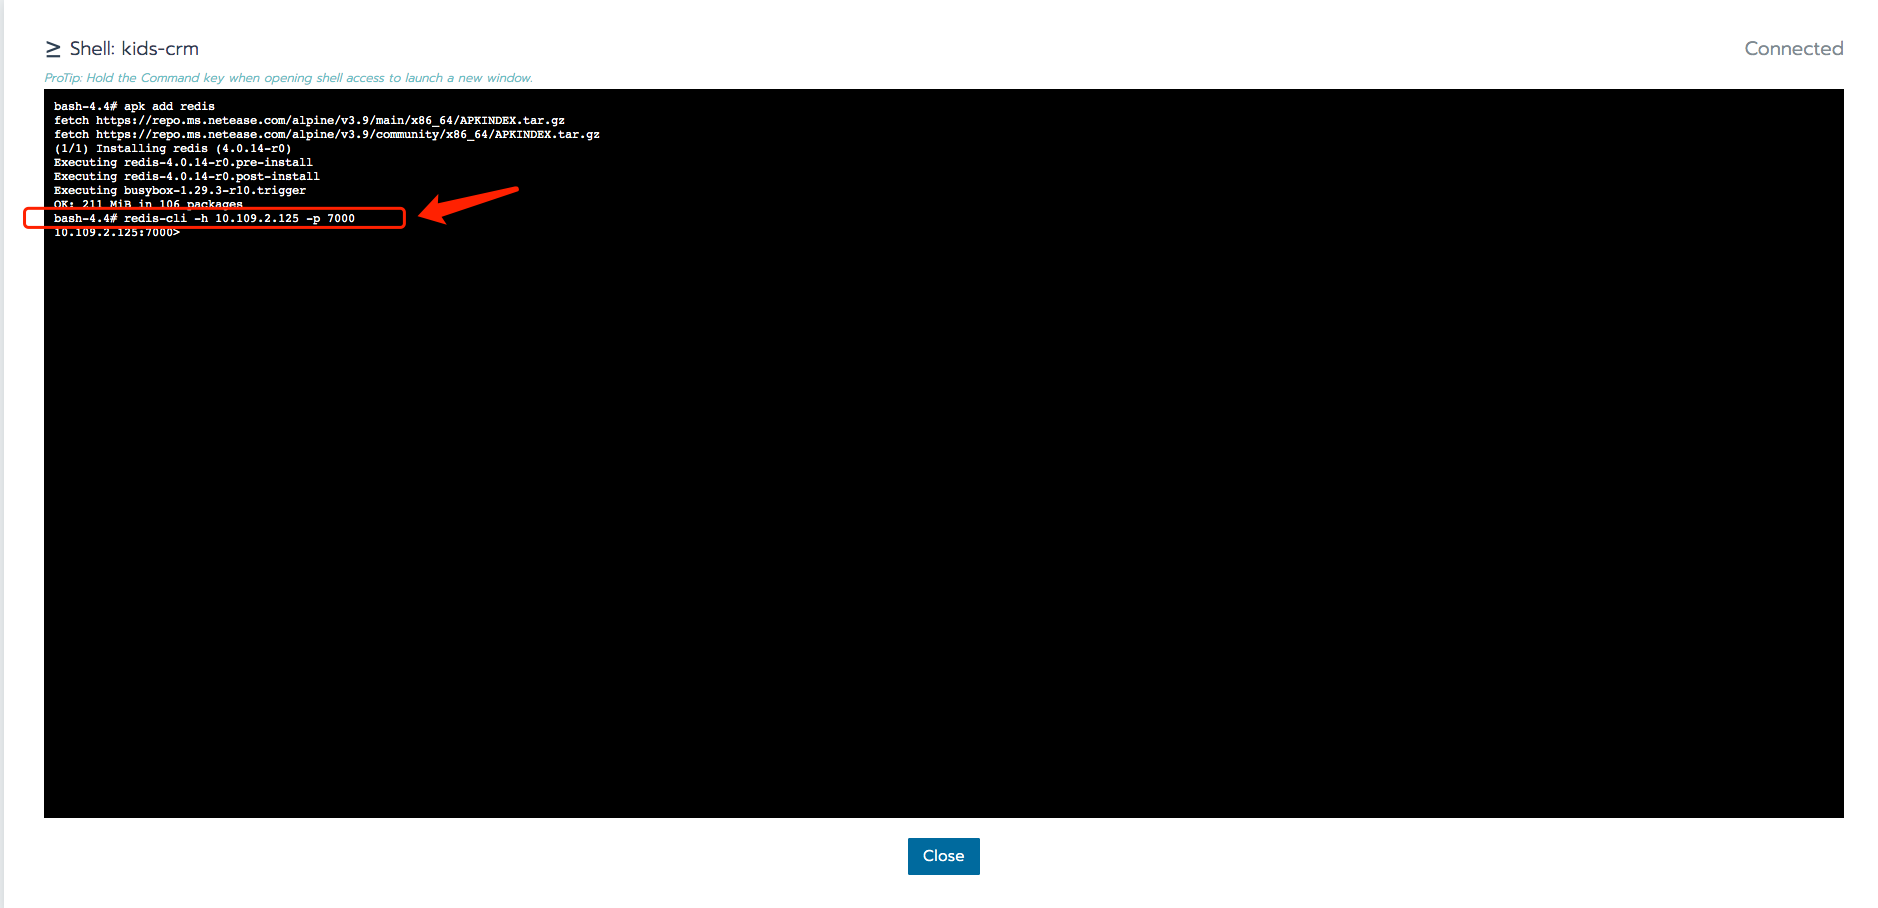 ≥ Shell: kids-crm
Connected
ProTip: Hold the Command key when opening shell access to launch a new window.
bash-4.4# apk add redis
fetch https://repo.ms.netease.com/alpine/v3.9/main/x86_64/APKINDEX.tar.gz
fetch https://repo.ms.netease.com/alpine/v3.9/community/x86_64/APKINDEX.tar.gz
(1/1) Installing redis (4.0.14-r0)
Executing redis-4.0.14-r0.pre-install
Executing redis-4.0.14-r0.post-install
Executing busybox-1.29.3-r10.trigger
OK: 211 MiB in 106 packages
bash-4.4# redis-cli -h 10.109.2.125 -p 7000
10.109.2.125:7000>
Close